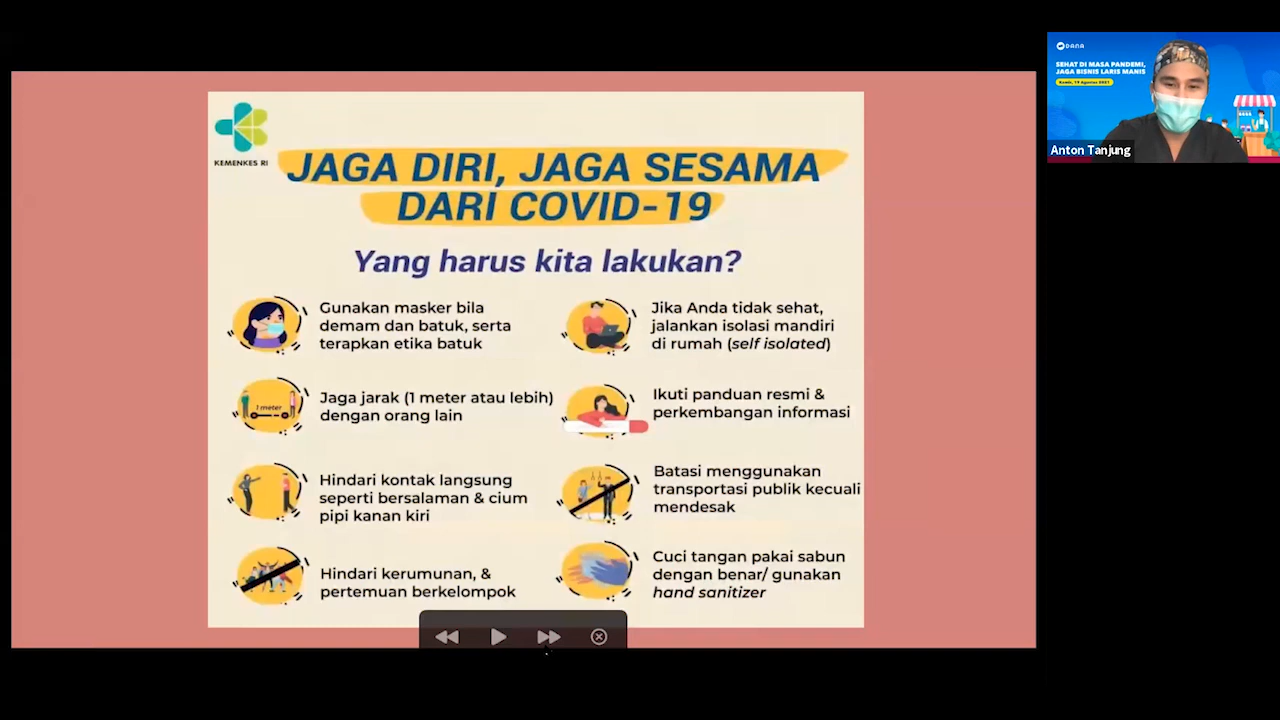 KEMENKES RI
JAGA DIRI, JAGA SESAMA
DARI COVID-19
Yang harus kita lakukan?
Gunakan masker bila
demam dan batuk, serta
terapkan etika batuk
1 meter
Jaga jarak (1 meter atau lebih)
dengan orang lain
Hindari kontak langsung
seperti bersalaman & cium
pipi kanan kiri
Hindari kerumunan, &
pertemuan berkelompok
Jika Anda tidak sehat,
jalankan isolasi mandiri
di rumah (self isolated)
Ikuti panduan resmi &
perkembangan informasi
Batasi menggunakan
transportasi publik kecuali
mendesak
Cuci tangan pakai sabun
dengan benar/ gunakan
hand sanitizer
DANA
SEHAT DI MASA PANDEMI,
JAGA BISNIS LARIS MANIS
Anton Tanjung